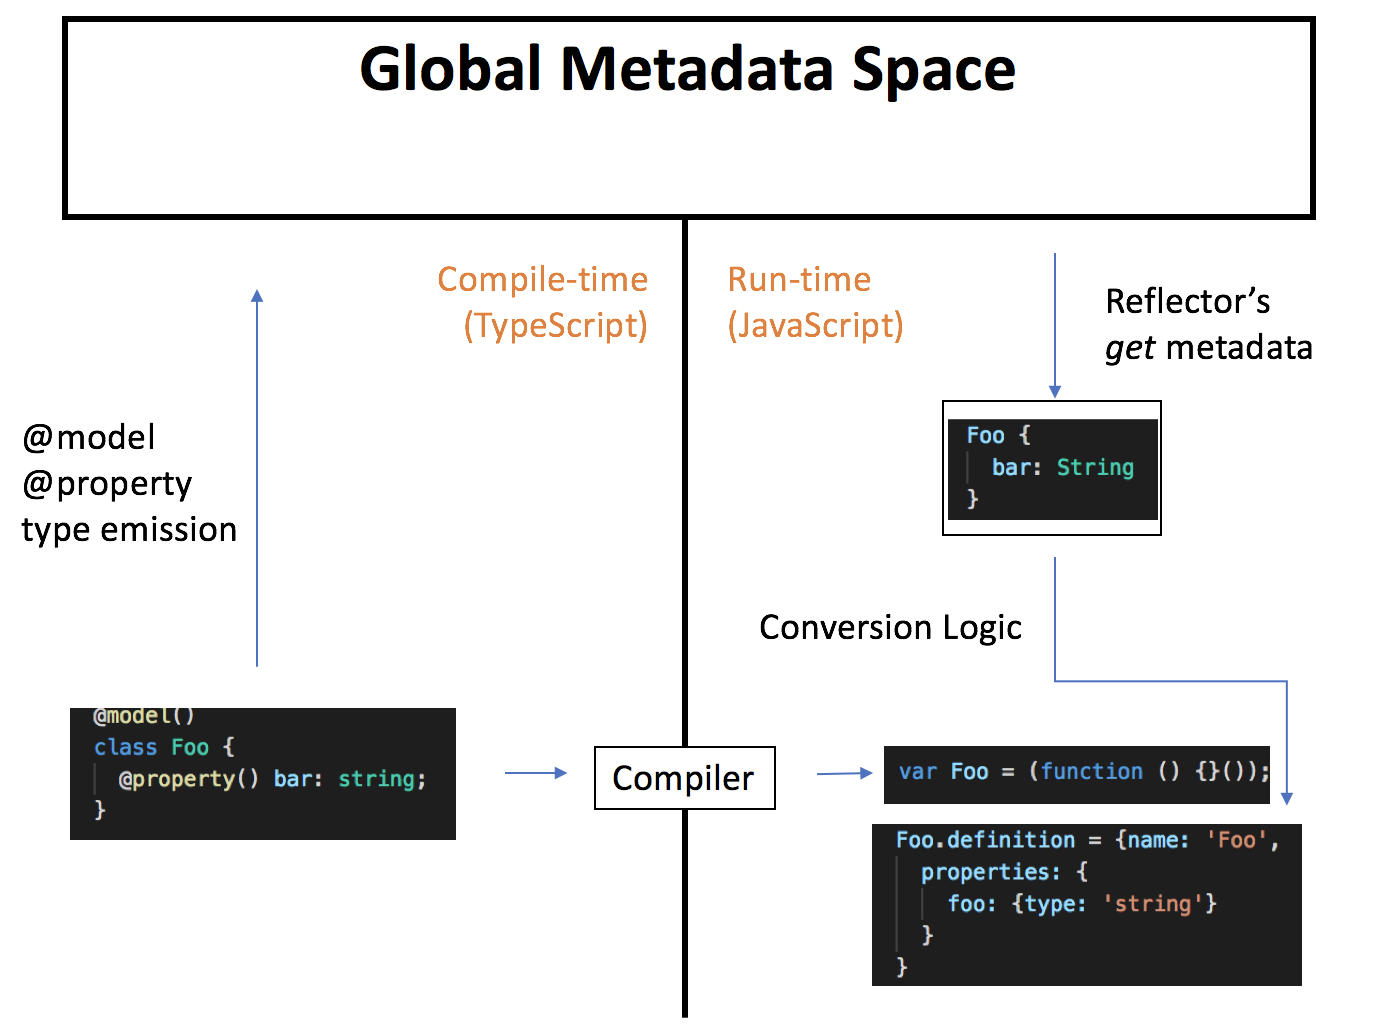 Global Metadata Space
Compile-time
(TypeScript)
Run-time
(JavaScript)
Reflector’s
get metadata
@model
@property
type emission
Foo {
bar: String
}
Conversion Logic
@model()
class Foo {
@property() bar: string;
}
Compiler
var Foo = (function () {}());
Foo.definition = {name: 'Foo',
properties: {
foo: {type: 'string'}
}
}